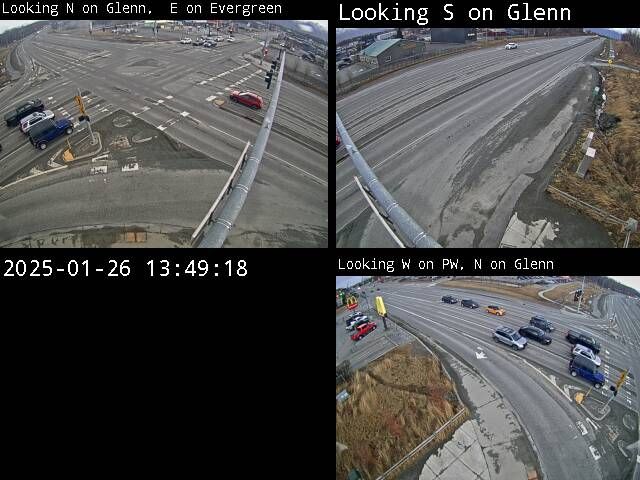 Looking N on Glenn,  E on Evergreen
Looking S on Glenn
2025-01-26 13:49:18
Looking W on PW, N on Glenn